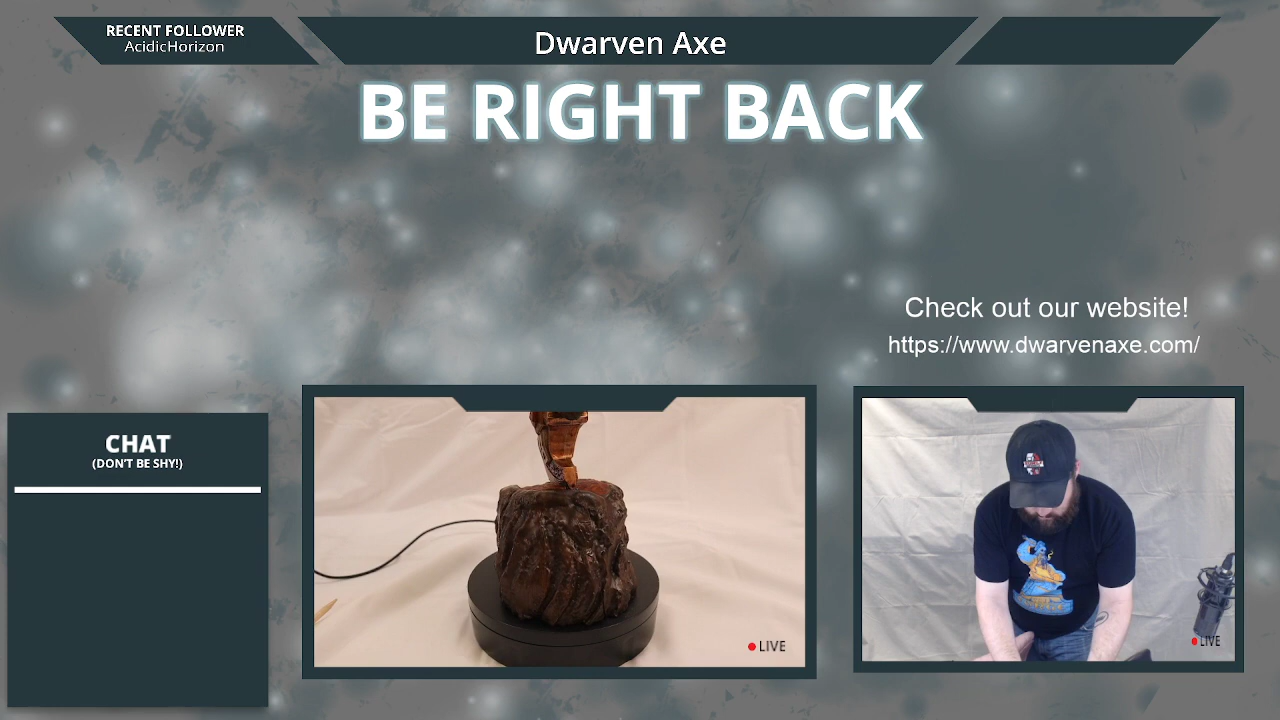 RECENT FOLLOWER
AcidicHorizon
Dwarven Axe
BE RIGHT BACK
Check out our website!
https://www.dwarvenaxe.com/
CHAT
(DON'T BE SHY!)
LIVE
LIVE